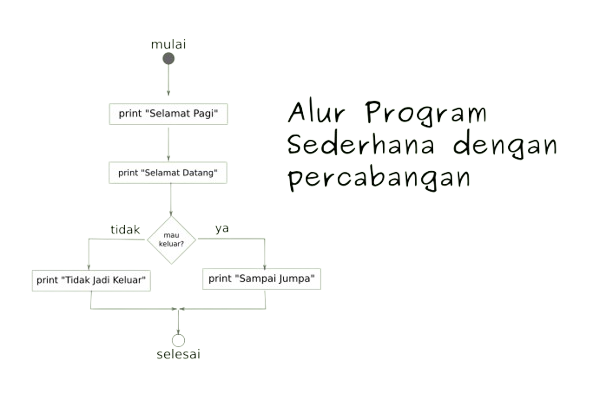 mulai
print "Selamat Pagi"
print "Selamat Datang"
mau
keluar?
tidak
ya
print "Tidak Jadi Keluar"
print "Sampai Jumpa"
selesai
Alur Program
Sederhana dengan
percabangan